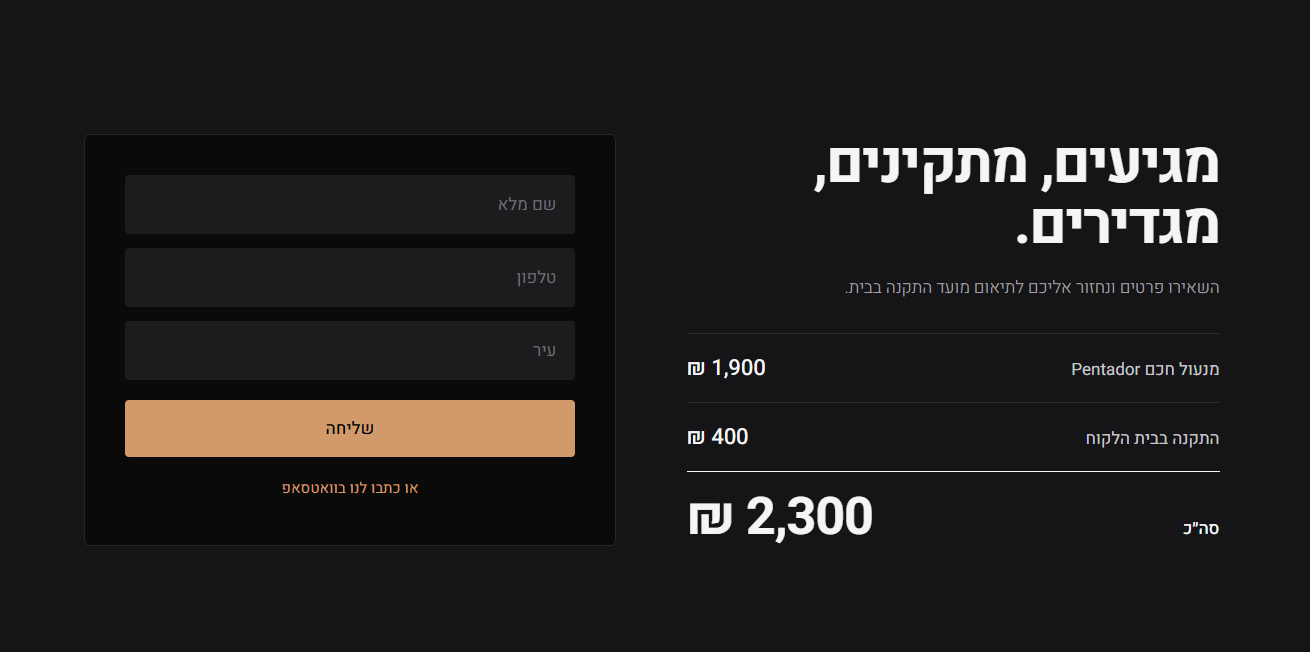 מגיעים, מתקינים,
מגדירים.
השאירו פרטים ונחזור אליכם לתיאום מועד התקנה בבית.
מנעול חכם Pentador
1,900 ₪
התקנה בבית הלקוח
400 ₪
סה״כ
2,300 ₪
שם מלא
טלפון
עיר
שליחה
או כתבו לנו בוואטסאפ